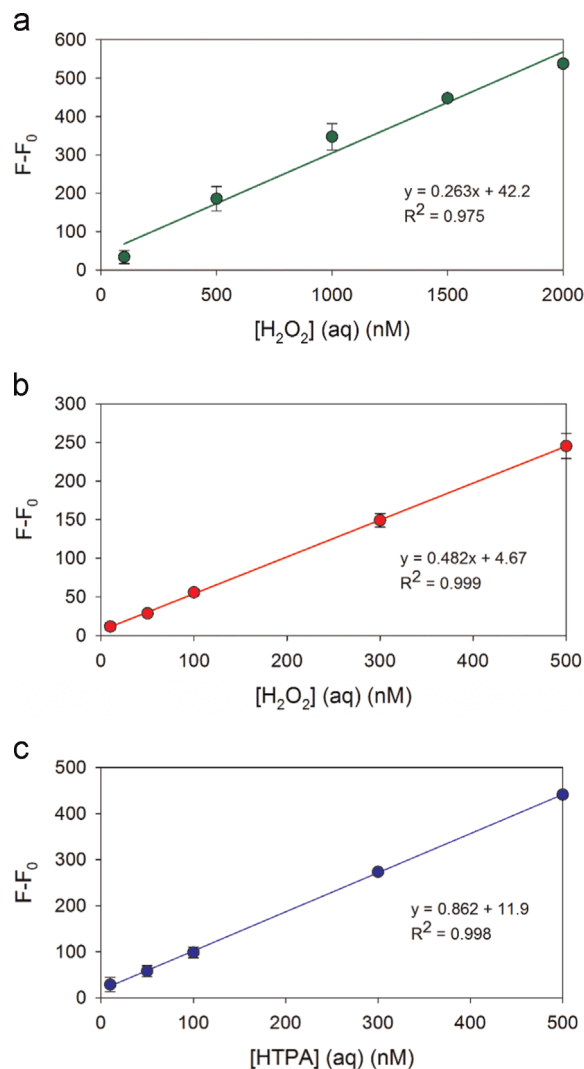 a
600
500
400
300
200
100
0
F-F₀
y = 0.263x + 42.2
R² = 0.975
0 500 1000 1500 2000
[H₂O₂] (aq) (nM)
b
300
250
200
150
100
50
0
F-F₀
y = 0.482x + 4.67
R² = 0.999
0 100 200 300 400 500
[H₂O₂] (aq) (nM)
c
500
400
300
200
100
0
F-F₀
y = 0.862 + 11.9
R² = 0.998
0 100 200 300 400 500
[HTPA] (aq) (nM)